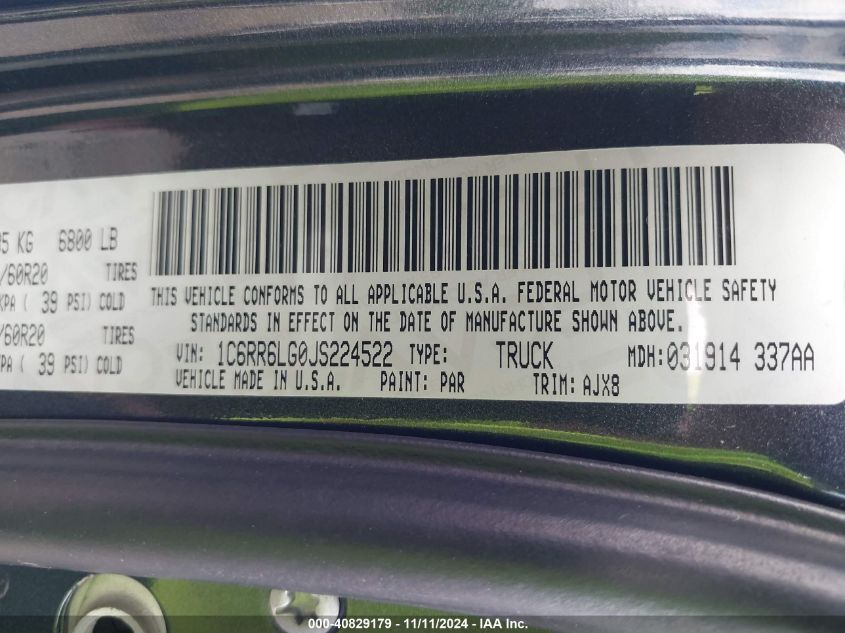 5 KG 6800 LB
/60R20 TIRES
KPA ( 39 PSI) COLD
/60R20 TIRES
KPA ( 39 PSI) COLD
THIS VEHICLE CONFORMS TO ALL APPLICABLE U.S.A. FEDERAL MOTOR VEHICLE SAFETY
STANDARDS IN EFFECT ON THE DATE OF MANUFACTURE SHOWN ABOVE.
VIN: 1C6RR6LG0JS224522 TYPE: TRUCK MDH:031914 337AA
VEHICLE MADE IN U.S.A. PAINT: PAR TRIM: AJX8
000-40829179 - 11/11/2024 - IAA Inc.